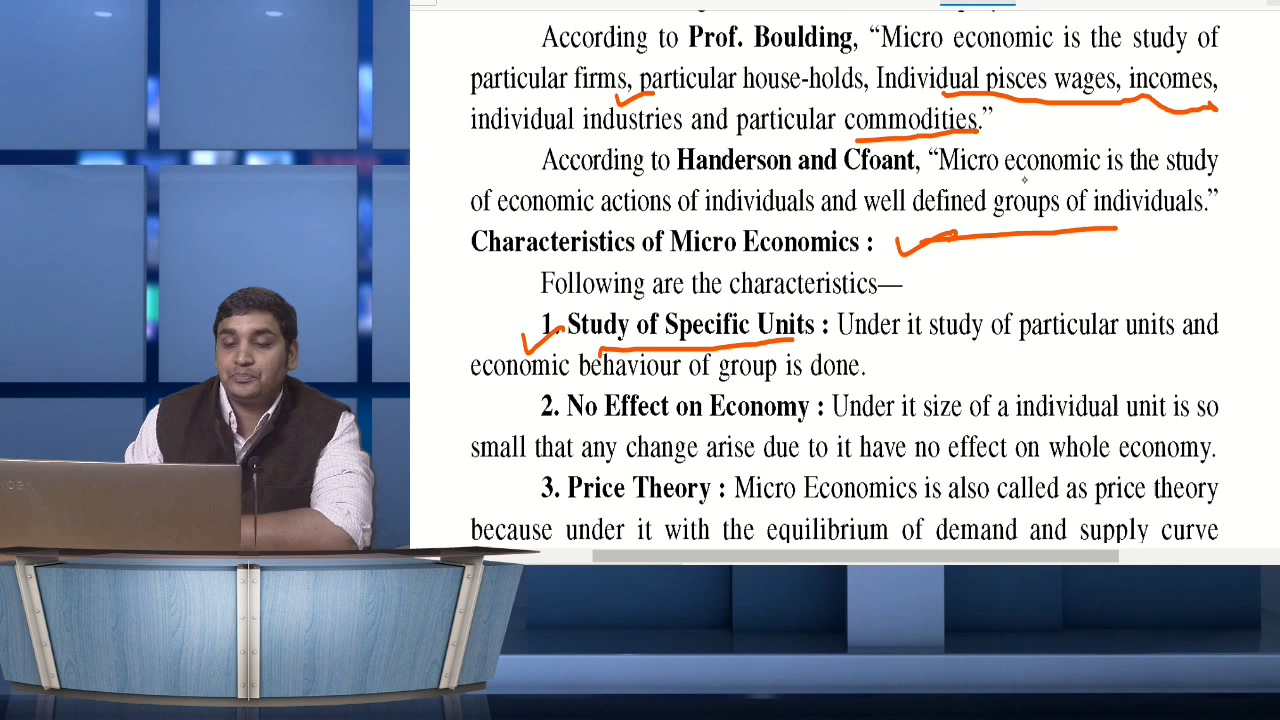 According to Prof. Boulding, “Micro economic is the study of
particular firms, particular house-holds, Individual pisces wages, incomes,
individual industries and particular commodities.”
According to Handerson and Cfoant, “Micro economic is the study
of economic actions of individuals and well defined groups of individuals.”
Characteristics of Micro Economics :
Following are the characteristics—
1. Study of Specific Units : Under it study of particular units and
economic behaviour of group is done.
2. No Effect on Economy : Under it size of a individual unit is so
small that any change arise due to it have no effect on whole economy.
3. Price Theory : Micro Economics is also called as price theory
because under it with the equilibrium of demand and supply curve